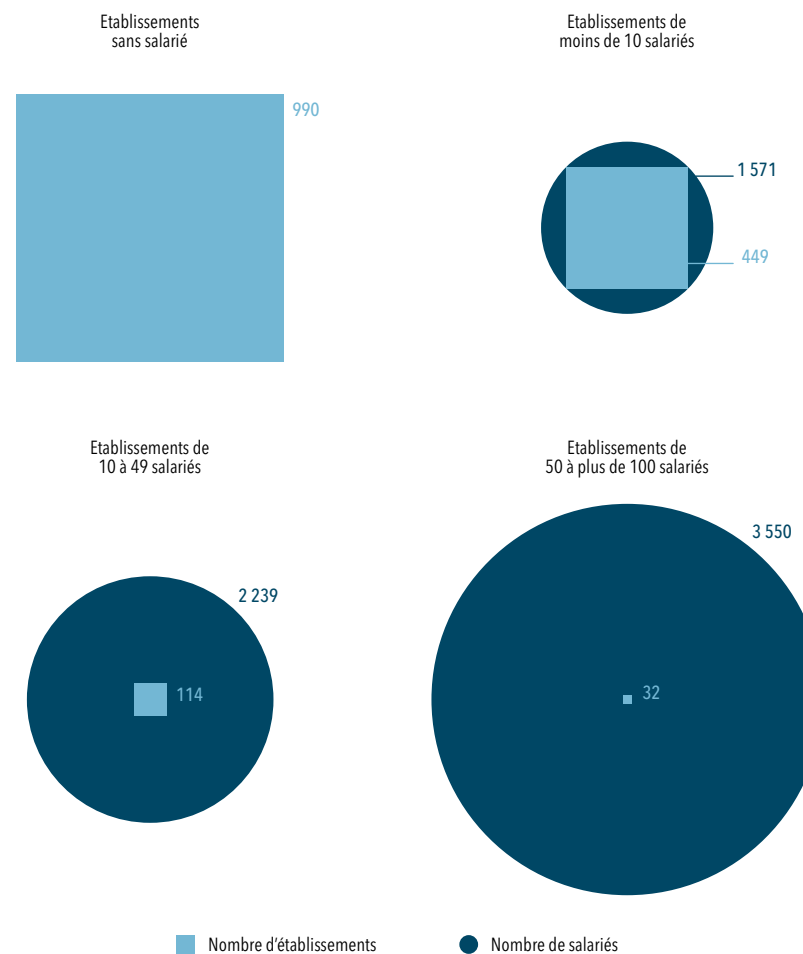 Etablissements
sans salarié
Etablissements de
moins de 10 salariés
990
1 571
449
Etablissements de
10 à 49 salariés
Etablissements de
50 à plus de 100 salariés
3 550
2 239
114
32
Nombre d'établissements
Nombre de salariés